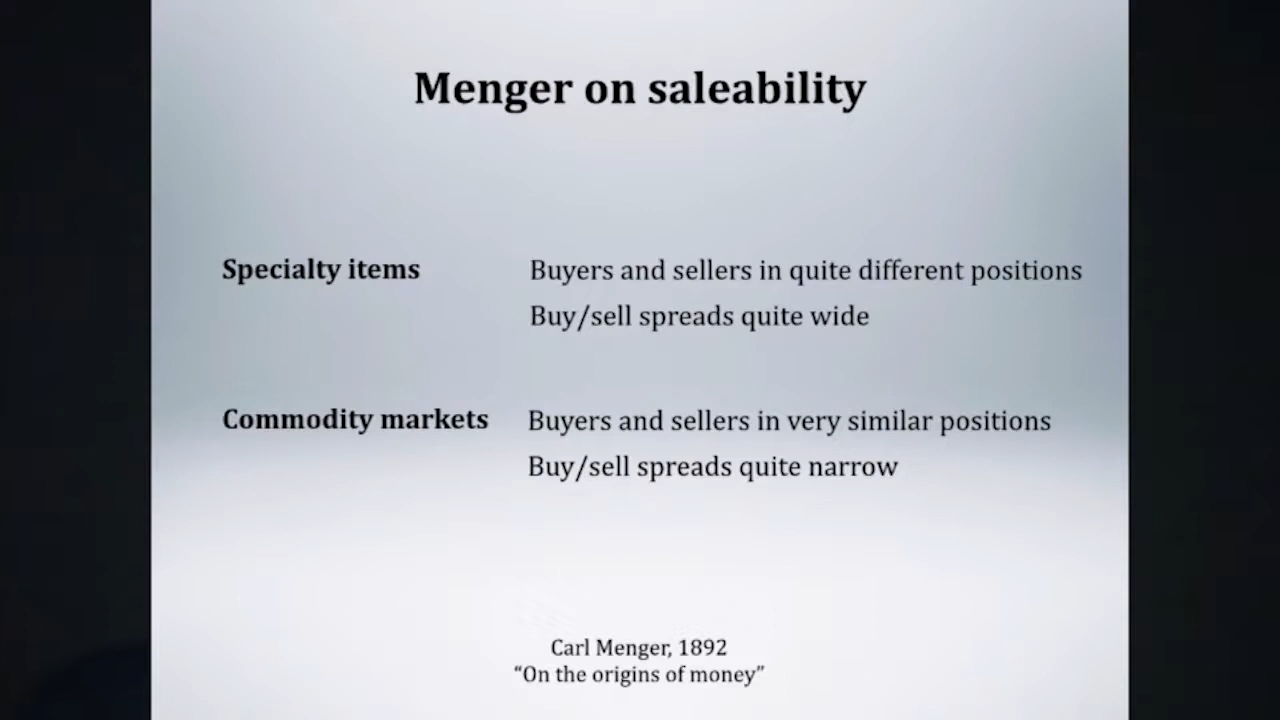 Menger on saleability
Specialty items Buyers and sellers in quite different positions
Buy/sell spreads quite wide
Commodity markets Buyers and sellers in very similar positions
Buy/sell spreads quite narrow
Carl Menger, 1892
“On the origins of money”